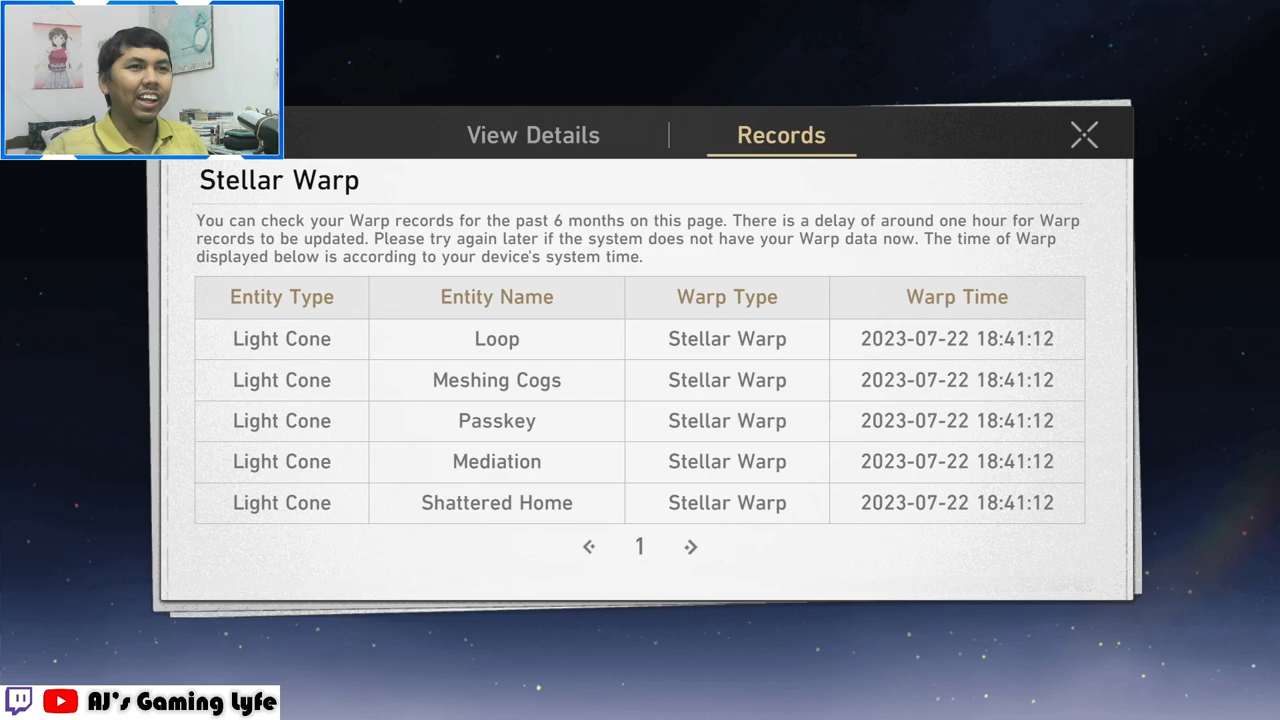 View Details
Records
Stellar Warp
You can check your Warp records for the past 6 months on this page. There is a delay of around one hour for Warp
records to be updated. Please try again later if the system does not have your Warp data now. The time of Warp
displayed below is according to your device's system time.
Entity Type Entity Name Warp Type Warp Time
Light Cone Loop Stellar Warp 2023-07-22 18:41:12
Light Cone Meshing Cogs Stellar Warp 2023-07-22 18:41:12
Light Cone Passkey Stellar Warp 2023-07-22 18:41:12
Light Cone Mediation Stellar Warp 2023-07-22 18:41:12
Light Cone Shattered Home Stellar Warp 2023-07-22 18:41:12
1
AJ's Gaming Lyfe